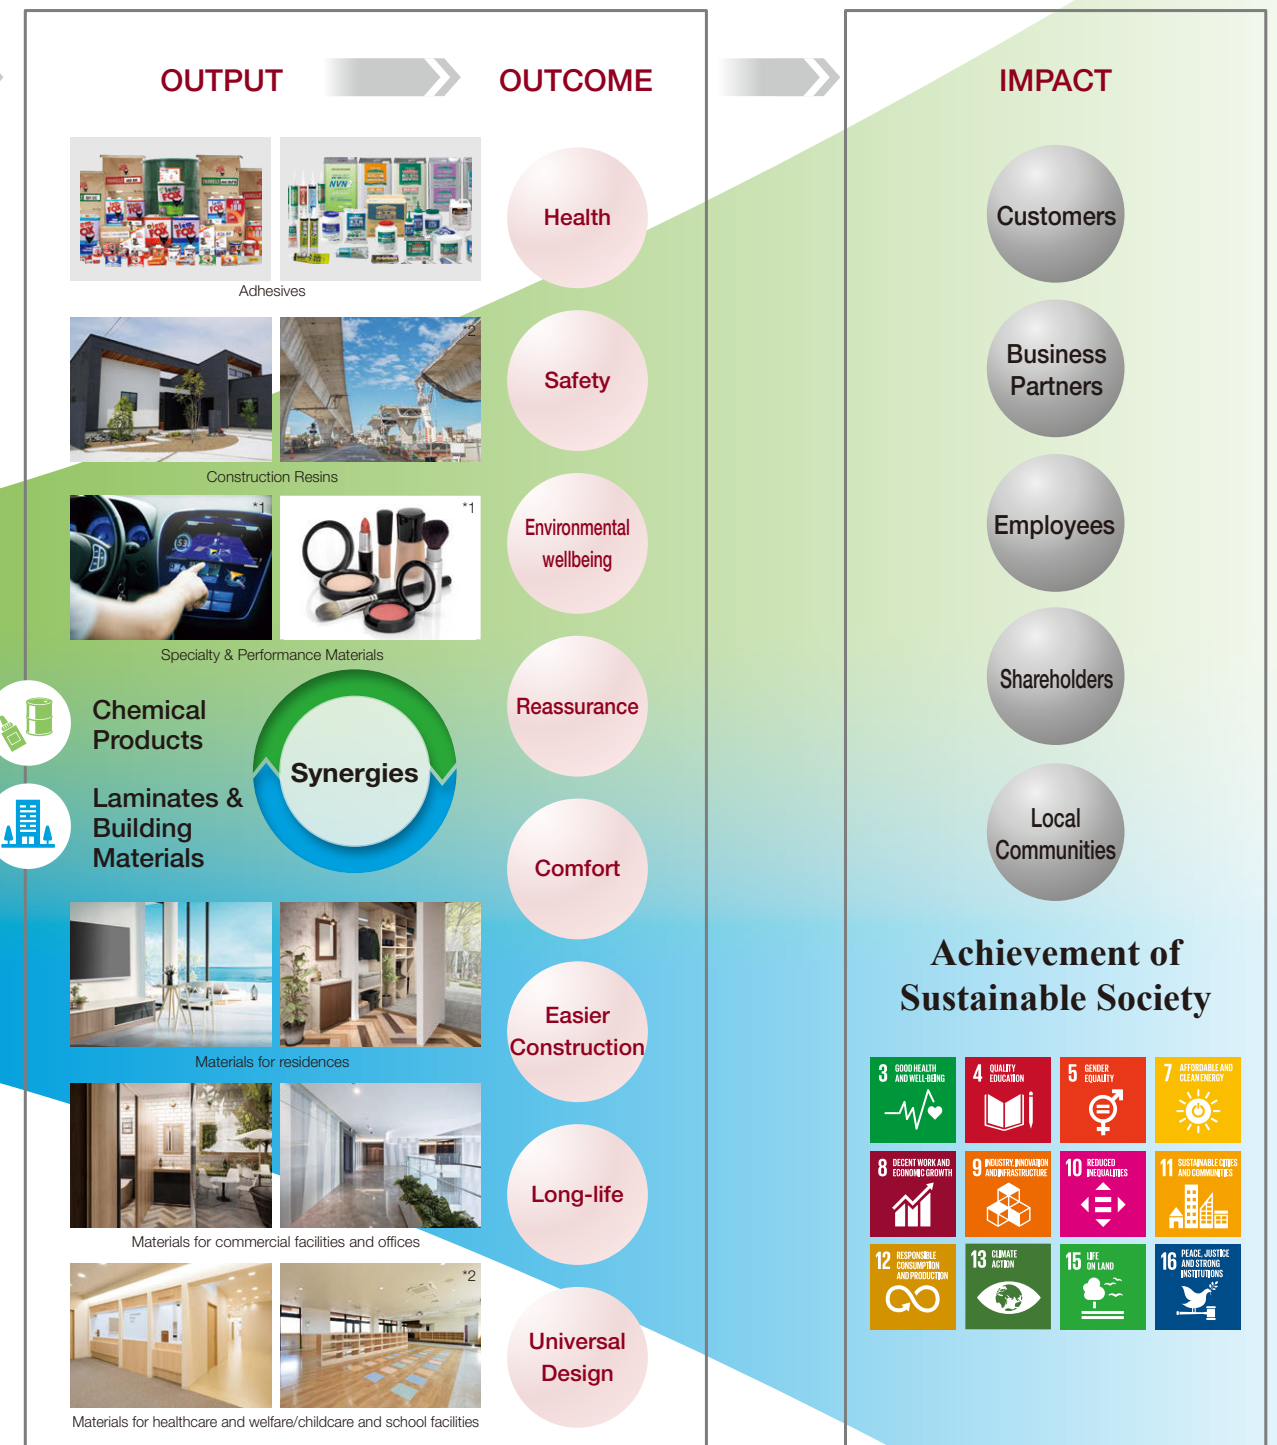 OUTPUT
OUTCOME
IMPACT
Adhesives
*2
Construction Resins
*1
*1
Specialty & Performance Materials
Chemical
Products
Laminates &
Building
Materials
Synergies
Materials for residences
Materials for commercial facilities and offices
*2
Materials for healthcare and welfare/childcare and school facilities
Health
Safety
Environmental
wellbeing
Reassurance
Comfort
Easier
Construction
Long-life
Universal
Design
Customers
Business
Partners
Employees
Shareholders
Local
Communities
Achievement of
Sustainable Society
3 GOOD HEALTH
AND WELL-BEING
4 QUALITY
EDUCATION
5 GENDER
EQUALITY
7 AFFORDABLE AND
CLEAN ENERGY
8 DECENT WORK AND
ECONOMIC GROWTH
9 INDUSTRY, INNOVATION
AND INFRASTRUCTURE
10 REDUCED
INEQUALITIES
11 SUSTAINABLE CITIES
AND COMMUNITIES
12 RESPONSIBLE
CONSUMPTION
AND PRODUCTION
13 CLIMATE
ACTION
15 LIFE
ON LAND
16 PEACE, JUSTICE
AND STRONG
INSTITUTIONS